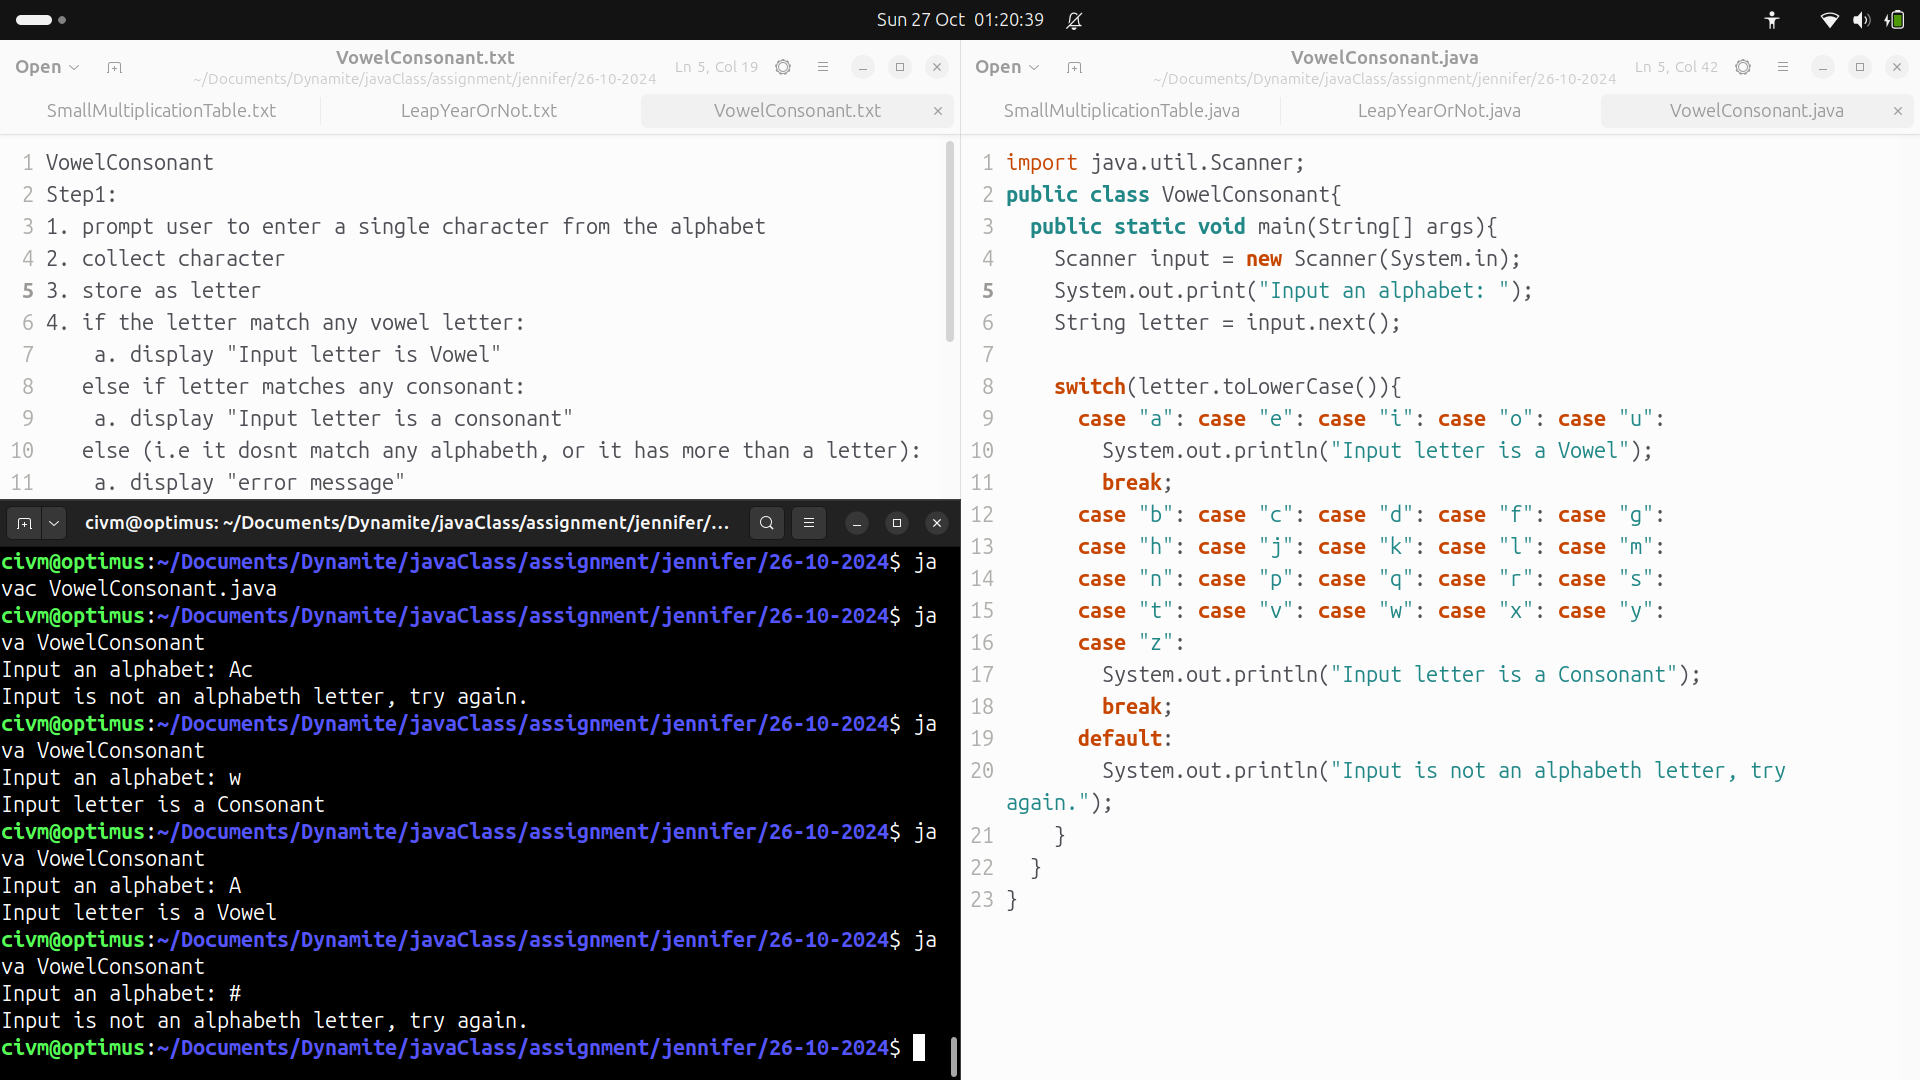 Sun 27 Oct 01:20:39
Open
VowelConsonant.txt
~/Documents/Dynamite/javaClass/assignment/jennifer/26-10-2024
Ln 5, Col 19
SmallMultiplicationTable.txt
LeapYearOrNot.txt
VowelConsonant.txt
1 VowelConsonant
2 Step1:
3 1. prompt user to enter a single character from the alphabet
4 2. collect character
5 3. store as letter
6 4. if the letter match any vowel letter:
7 a. display "Input letter is Vowel"
8 else if letter matches any consonant:
9 a. display "Input letter is a consonant"
10 else (i.e it dosnt match any alphabeth, or it has more than a letter):
11 a. display "error message"
civm@optimus: ~/Documents/Dynamite/javaClass/assignment/jennifer/...
civm@optimus:~/Documents/Dynamite/javaClass/assignment/jennifer/26-10-2024$ ja
vac VowelConsonant.java
civm@optimus:~/Documents/Dynamite/javaClass/assignment/jennifer/26-10-2024$ ja
va VowelConsonant
Input an alphabet: Ac
Input is not an alphabeth letter, try again.
civm@optimus:~/Documents/Dynamite/javaClass/assignment/jennifer/26-10-2024$ ja
va VowelConsonant
Input an alphabet: w
Input letter is a Consonant
civm@optimus:~/Documents/Dynamite/javaClass/assignment/jennifer/26-10-2024$ ja
va VowelConsonant
Input an alphabet: A
Input letter is a Vowel
civm@optimus:~/Documents/Dynamite/javaClass/assignment/jennifer/26-10-2024$ ja
va VowelConsonant
Input an alphabet: #
Input is not an alphabeth letter, try again.
civm@optimus:~/Documents/Dynamite/javaClass/assignment/jennifer/26-10-2024$
Open
VowelConsonant.java
~/Documents/Dynamite/javaClass/assignment/jennifer/26-10-2024
Ln 5, Col 42
SmallMultiplicationTable.java
LeapYearOrNot.java
VowelConsonant.java
1 import java.util.Scanner;
2 public class VowelConsonant{
3 public static void main(String[] args){
4 Scanner input = new Scanner(System.in);
5 System.out.print("Input an alphabet: ");
6 String letter = input.next();
7
8 switch(letter.toLowerCase()){
9 case "a": case "e": case "i": case "o": case "u":
10 System.out.println("Input letter is a Vowel");
11 break;
12 case "b": case "c": case "d": case "f": case "g":
13 case "h": case "j": case "k": case "l": case "m":
14 case "n": case "p": case "q": case "r": case "s":
15 case "t": case "v": case "w": case "x": case "y":
16 case "z":
17 System.out.println("Input letter is a Consonant");
18 break;
19 default:
20 System.out.println("Input is not an alphabeth letter, try
again.");
21 }
22 }
23 }